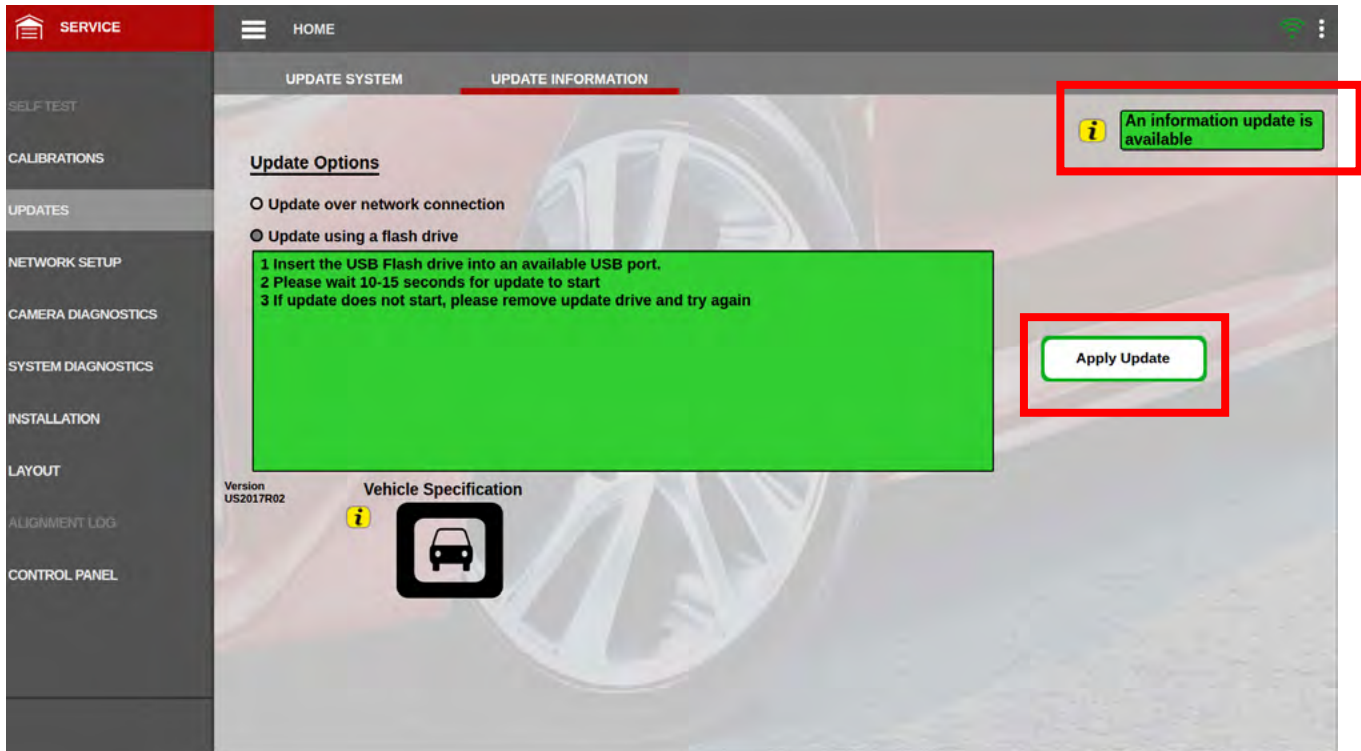 SERVICE
HOME
UPDATE SYSTEM
UPDATE INFORMATION
SELF TEST
CALIBRATIONS
UPDATES
NETWORK SETUP
CAMERA DIAGNOSTICS
SYSTEM DIAGNOSTICS
INSTALLATION
LAYOUT
ALIGNMENT LOG
CONTROL PANEL
i
An information update is
available
Update Options
Update over network connection
Update using a flash drive
1 Insert the USB Flash drive into an available USB port.
2 Please wait 10-15 seconds for update to start
3 If update does not start, please remove update drive and try again
Apply Update
Version
US2017R02
Vehicle Specification
i